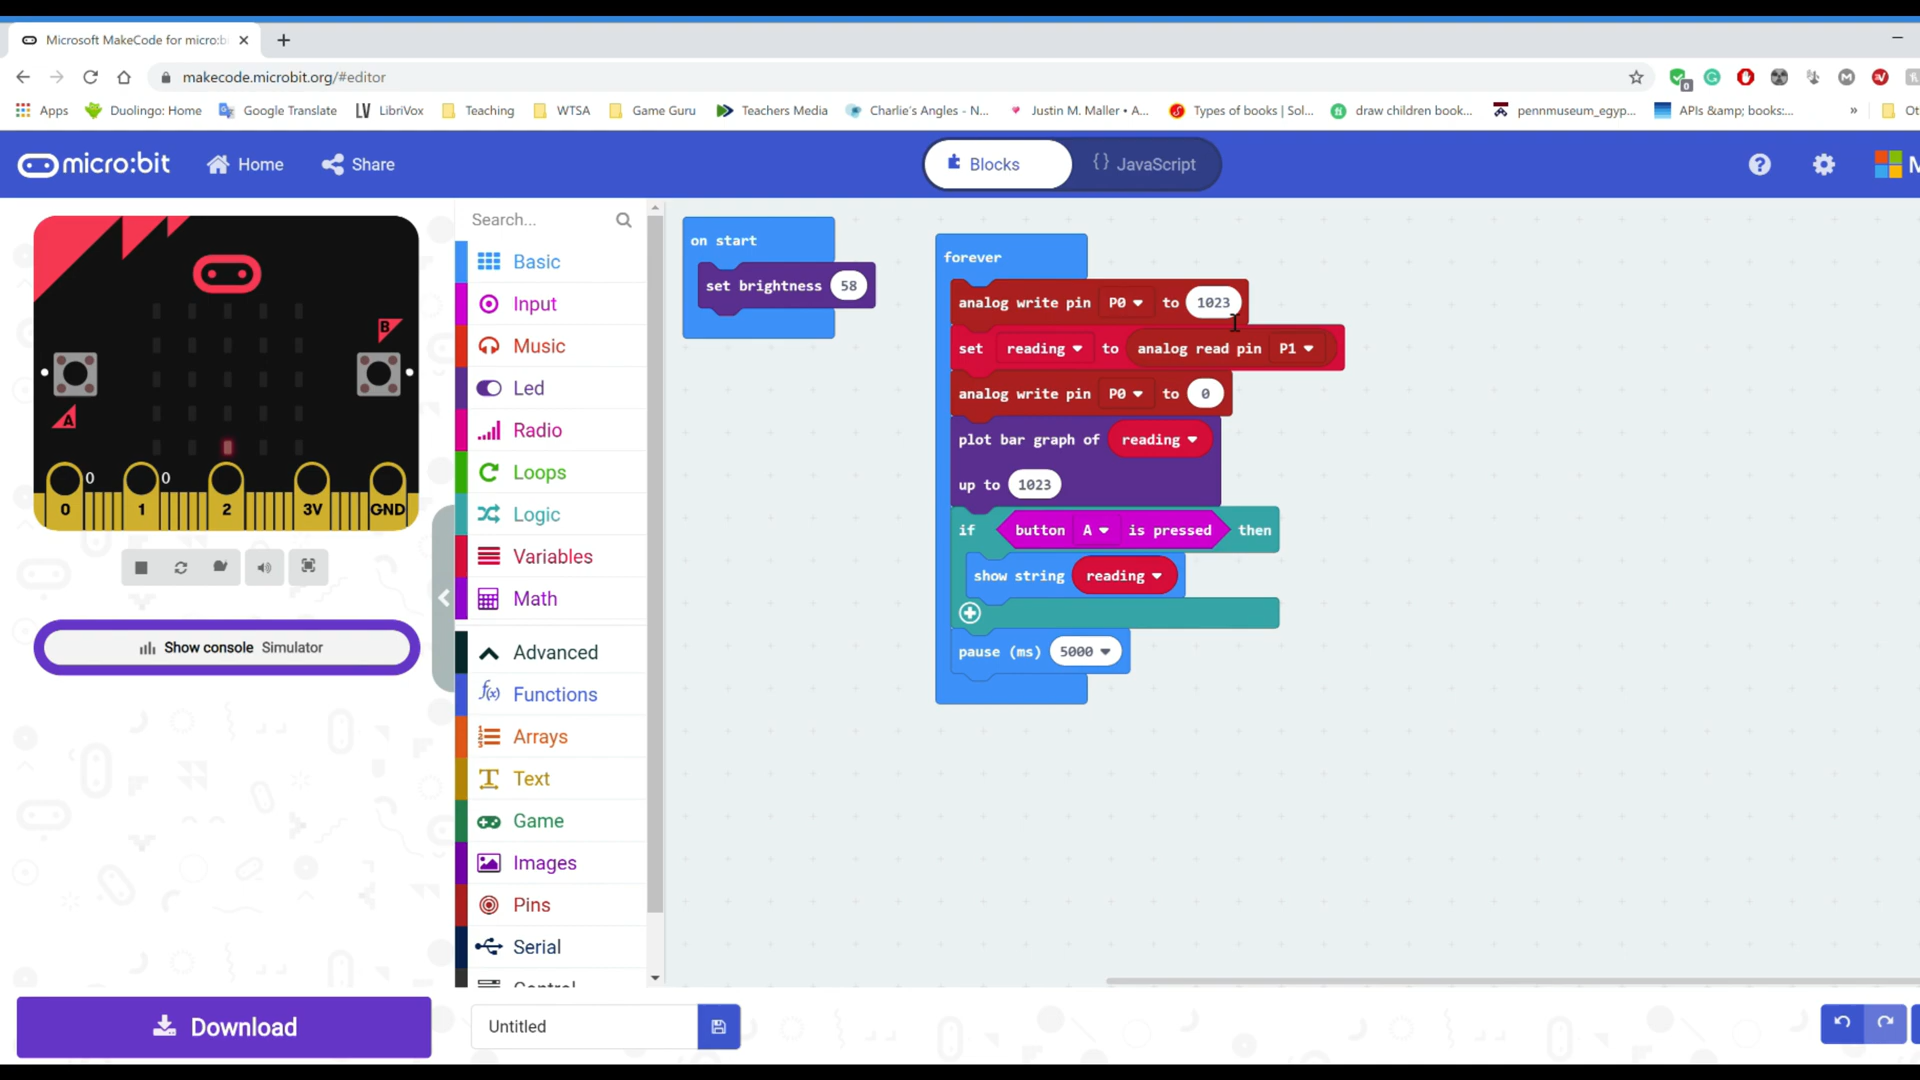 Microsoft MakeCode for micro:b
makecode.microbit.org/#editor
0
Apps
Duolingo: Home
Google Translate
LV LibriVox
Teaching
WTSA
Game Guru
Teachers Media
Charlie's Angles - N...
Justin M. Maller • A...
Types of books | Sol...
draw children book...
pennmuseum_egyp...
APIs &amp; books:...
»
Ot
micro:bit
Home
Share
Blocks
{} JavaScript
?
M
B
A
0
0
0
1
2
3V
GND
Show console Simulator
Search...
Basic
Input
Music
Led
Radio
Loops
Logic
Variables
Math
Advanced
f(x) Functions
Arrays
Text
Game
Images
Pins
Serial
Control
on start
set brightness 58
forever
analog write pin P0 to 1023
set reading to analog read pin P1
analog write pin P0 to 0
plot bar graph of reading
up to 1023
if button A is pressed then
show string reading
pause (ms) 5000
Download
Untitled